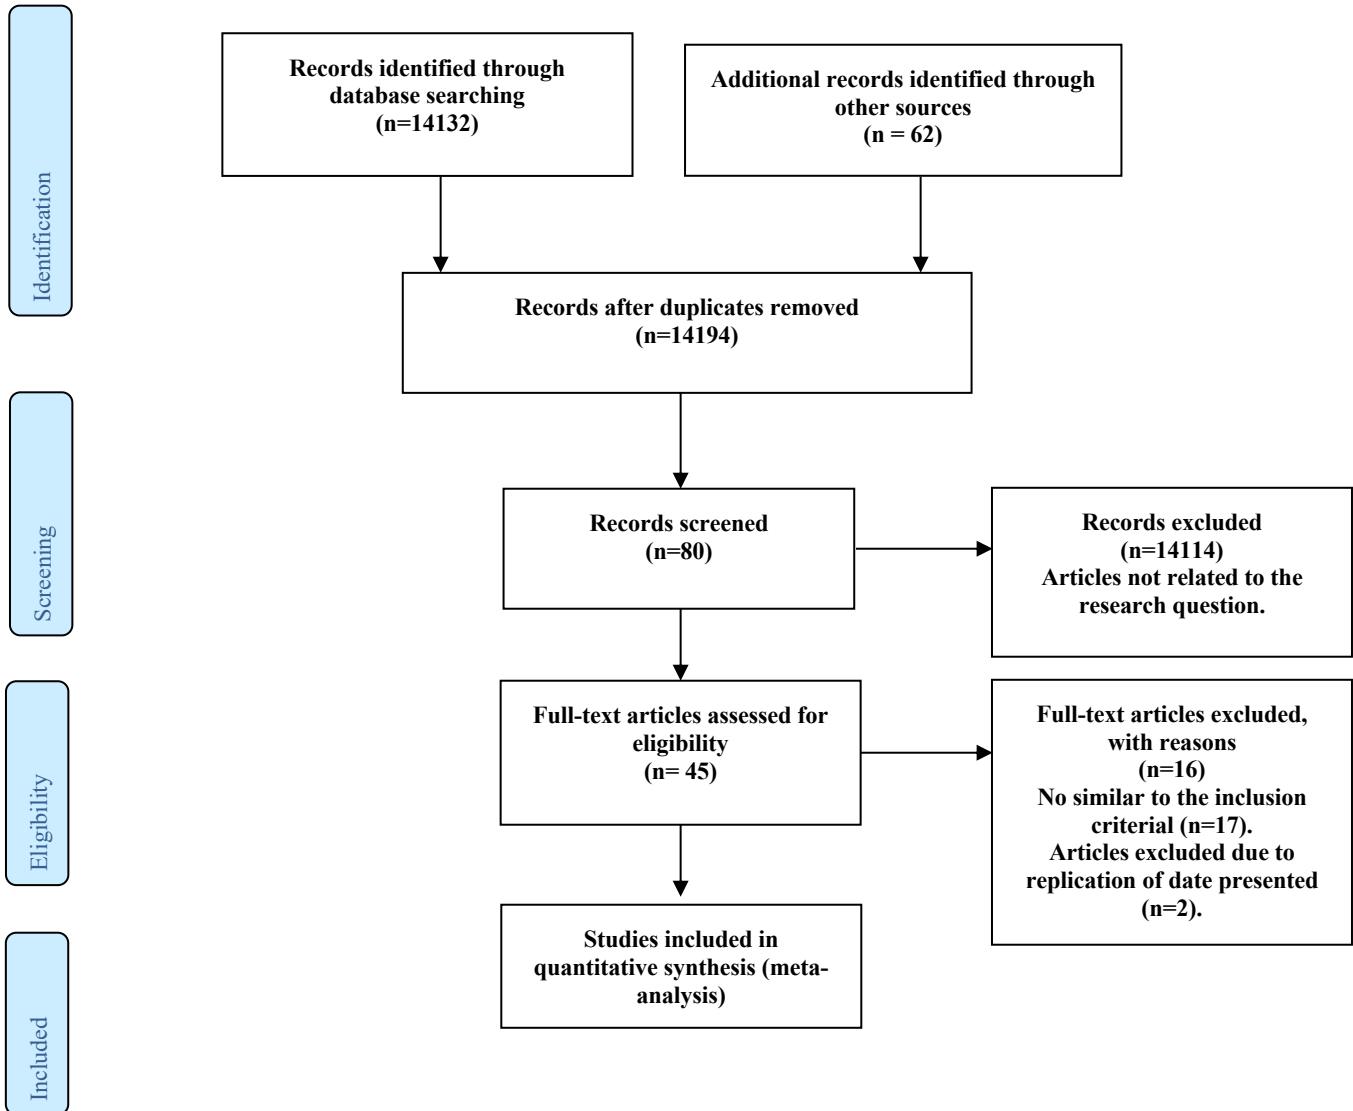 Identification
Records identified through
database searching
(n=14132)
Additional records identified through
other sources
(n = 62)
Records after duplicates removed
(n=14194)
Screening
Records screened
(n=80)
Records excluded
(n=14114)
Articles not related to the
research question.
Eligibility
Full-text articles assessed for
eligibility
(n= 45)
Full-text articles excluded,
with reasons
(n=16)
No similar to the inclusion
criterial (n=17).
Articles excluded due to
replication of date presented
(n=2).
Included
Studies included in
quantitative synthesis (meta-
analysis)